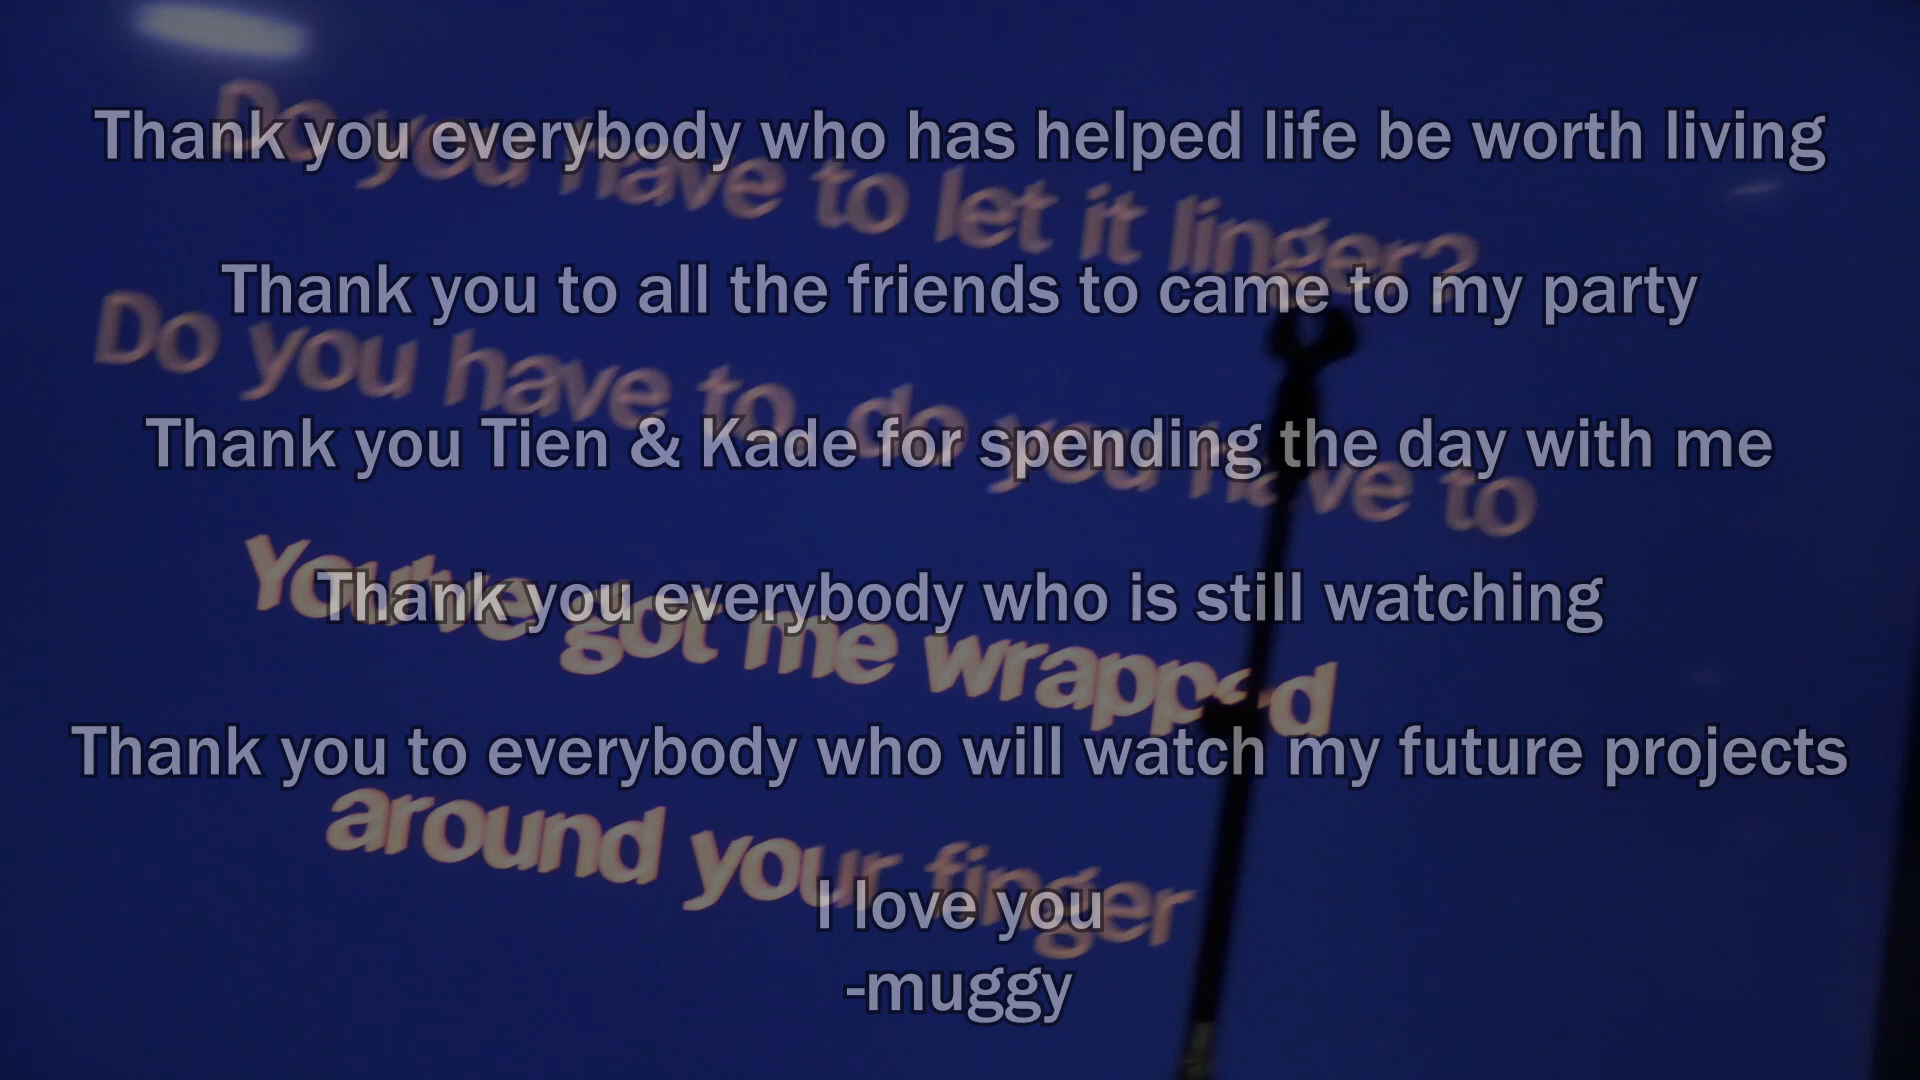 Thank you everybody who has helped life be worth living
Do you have to let it linger?
Thank you to all the friends to came to my party
Do you have to do you have to
Thank you Tien & Kade for spending the day with me
You've got me wrapped
Thank you everybody who is still watching
Thank you to everybody who will watch my future projects
around your finger
I love you
-muggy